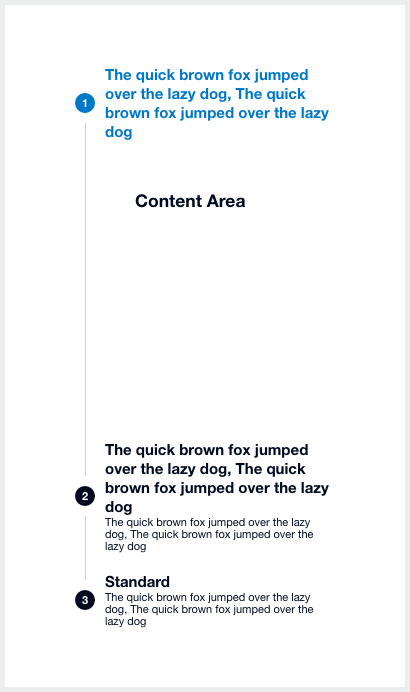 The quick brown fox jumped
over the lazy dog, The quick
1
brown fox jumped over the lazy
dog
Content Area
The quick brown fox jumped
over the lazy dog, The quick
brown fox jumped over the lazy
2
dog
The quick brown fox jumped over the lazy
dog, The quick brown fox jumped over the
lazy dog
Standard
3
The quick brown fox jumped over the lazy
dog, The quick brown fox jumped over the
lazy dog